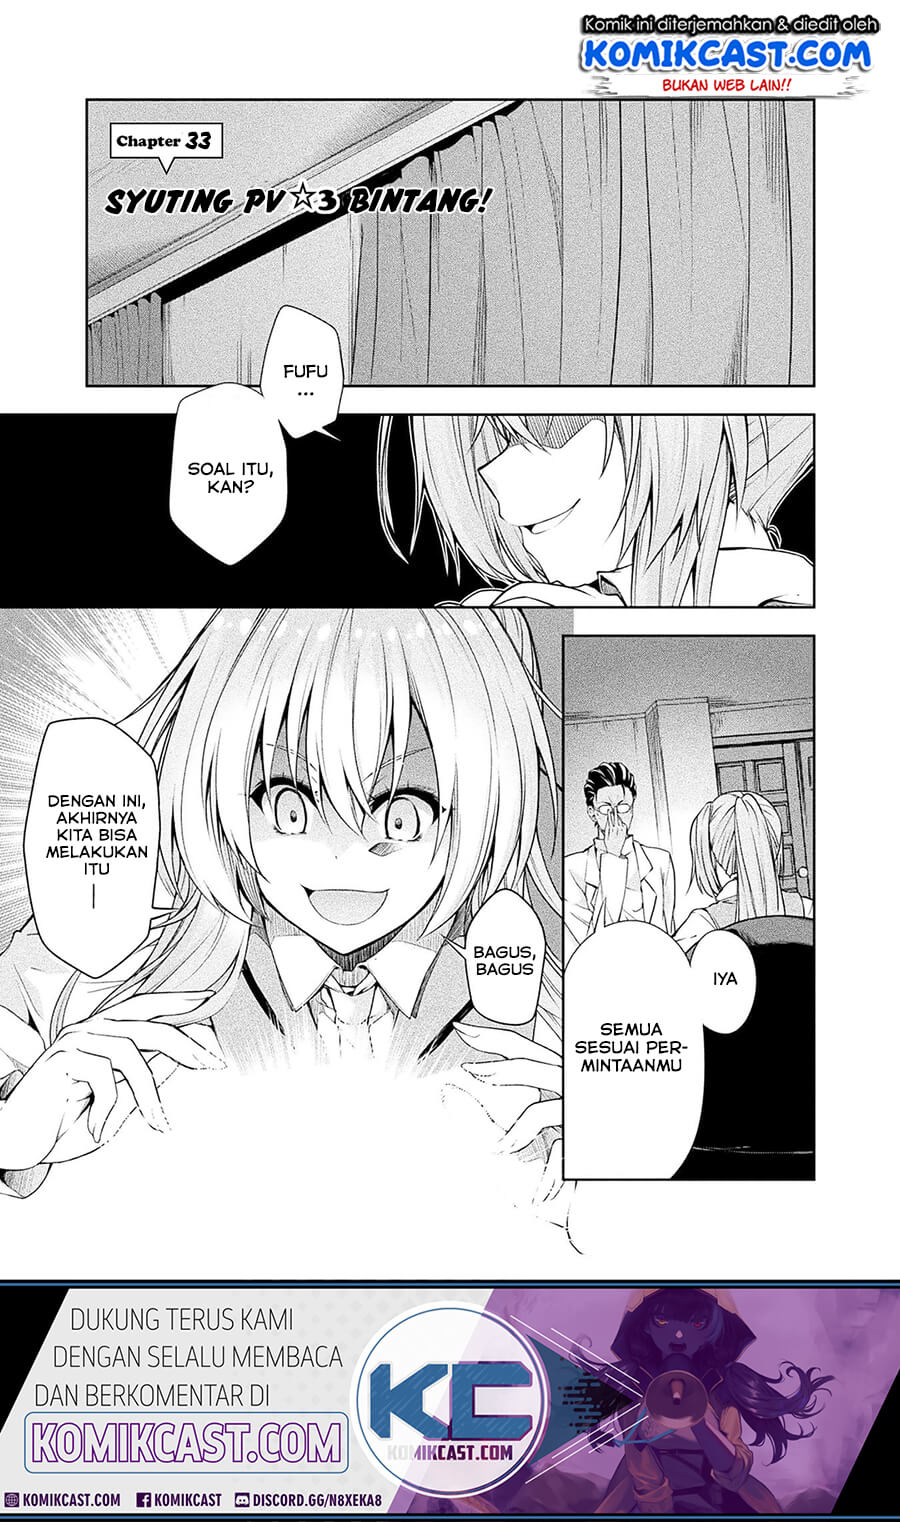 Komik ini diterjemahkan & diedit oleh
KOMIKCAST.COM
BUKAN WEB LAIN!!
Chapter 33
SYUTING PV☆3 BINTANG!
FUFU
...
SOAL ITU,
KAN?
IYA
SEMUA
SESUAI PER-
MINTAANMU
BAGUS,
BAGUS
DENGAN INI,
AKHIRNYA
KITA BISA
MELAKUKAN
ITU
—
DUKUNG TERUS KAMI
DENGAN SELALU MEMBACA
DAN BERKOMENTAR DI
KOMIKCAST.COM
KC
KOMIKCAST.COM
KOMIKCAST.COM
KOMIKCAST
DISCORD.GG/N8XEKA8